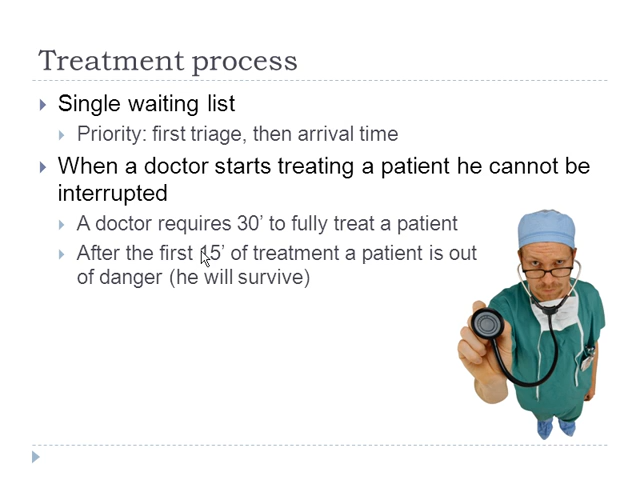 Treatment process
Single waiting list
Priority: first triage, then arrival time
When a doctor starts treating a patient he cannot be
interrupted
A doctor requires 30’ to fully treat a patient
After the first 15’ of treatment a patient is out
of danger (he will survive)